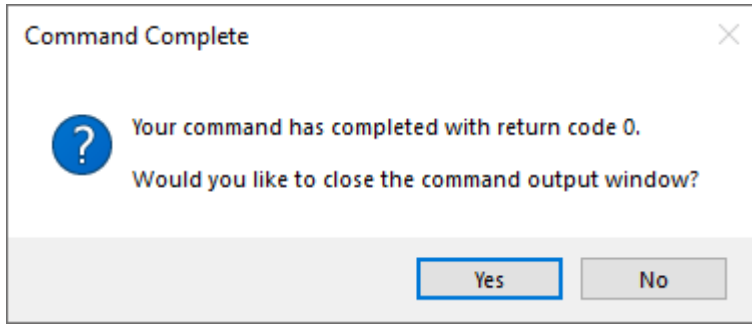 Command Complete
Your command has completed with return code 0.
Would you like to close the command output window?
Yes No